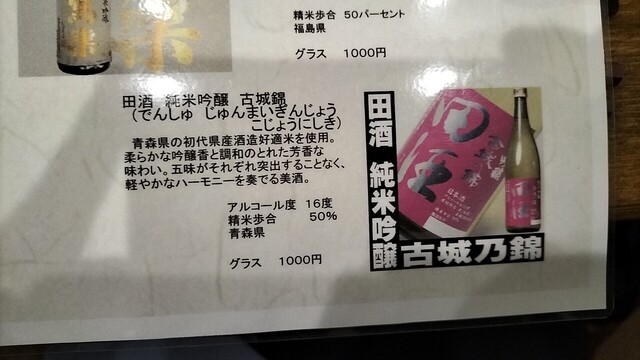 精米歩合 50パーセント
福島県
グラス 1000円
田酒 純米吟醸 古城錦
(でんしゅ じゅんまいぎんじょう
こじょうにしき)
青森県の初代県産酒造好適米を使用。
柔らかな吟醸香と調和のとれた芳香な
味わい。五味がそれぞれ突出することなく、
軽やかなハーモニーを奏でる美酒。
アルコール度 16度
精米歩合 50%
青森県
グラス 1000円
田酒 純米吟醸
古城乃錦
田酒